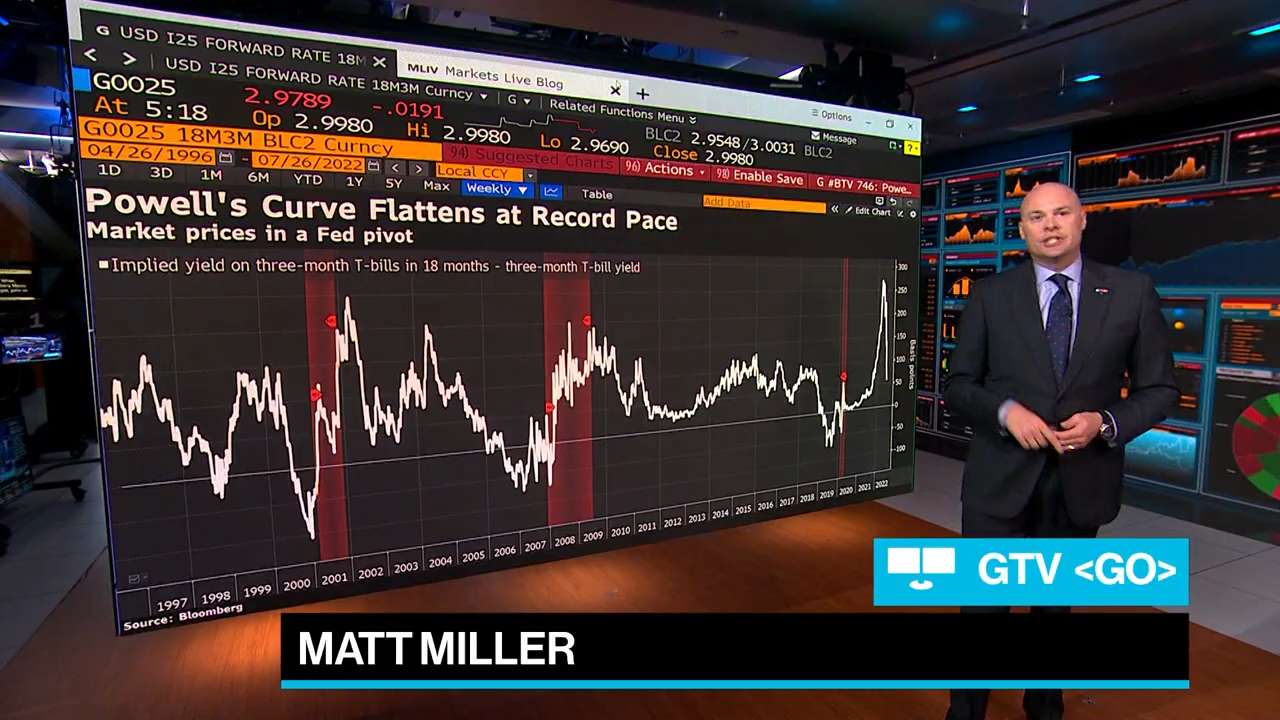 G USD I25 FORWARD RATE 18M ×
MLIV Markets Live Blog × +
< > USD I25 FORWARD RATE 18M3M Curncy ▾ G ▾ Related Functions Menu
Options
Message
G0025 2.9789 -.0191
BLC2 2.9548/3.0031 BLC2
At 5:18 Op 2.9980 Hi 2.9980 Lo 2.9690 Close 2.9980
G0025 18M3M BLC2 Curncy 94) Suggested Charts 96) Actions 98) Enable Save G #BTV 746: Powe...
04/26/1996 - 07/26/2022 < > Local CCY
1D 3D 1M 6M YTD 1Y 5Y Max Weekly ▼ Table Add Data « Edit Chart
Powell's Curve Flattens at Record Pace
Market prices in a Fed pivot
Implied yield on three-month T-bills in 18 months - three-month T-bill yield
300
200
150
100
50
0
-50
-100
Basis points
1997 1998 1999 2000 2001 2002 2003 2004 2005 2006 2007 2008 2009 2010 2011 2012 2013 2014 2015 2016 2017 2018 2019 2020 2021 2022
Source: Bloomberg
GTV <GO>
MATT MILLER